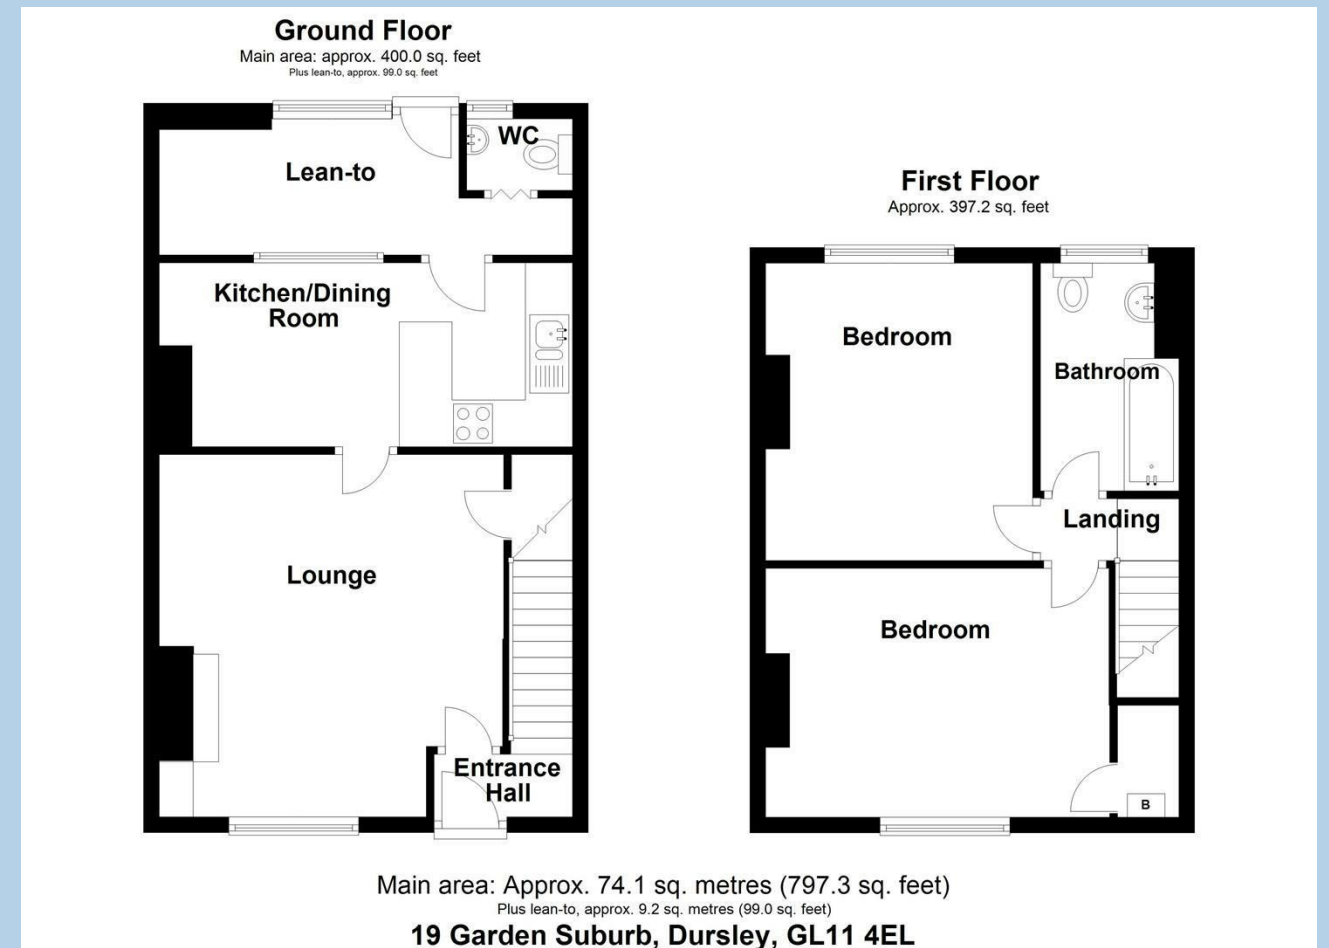 Ground Floor
Main area: approx. 400.0 sq. feet
Plus lean-to, approx. 99.0 sq. feet
WC
Lean-to
Kitchen/Dining
Room
Lounge
Entrance
Hall
First Floor
Approx. 397.2 sq. feet
Bedroom
Bathroom
Landing
Bedroom
B
Main area: Approx. 74.1 sq. metres (797.3 sq. feet)
Plus lean-to, approx. 9.2 sq. metres (99.0 sq. feet)
19 Garden Suburb, Dursley, GL11 4EL